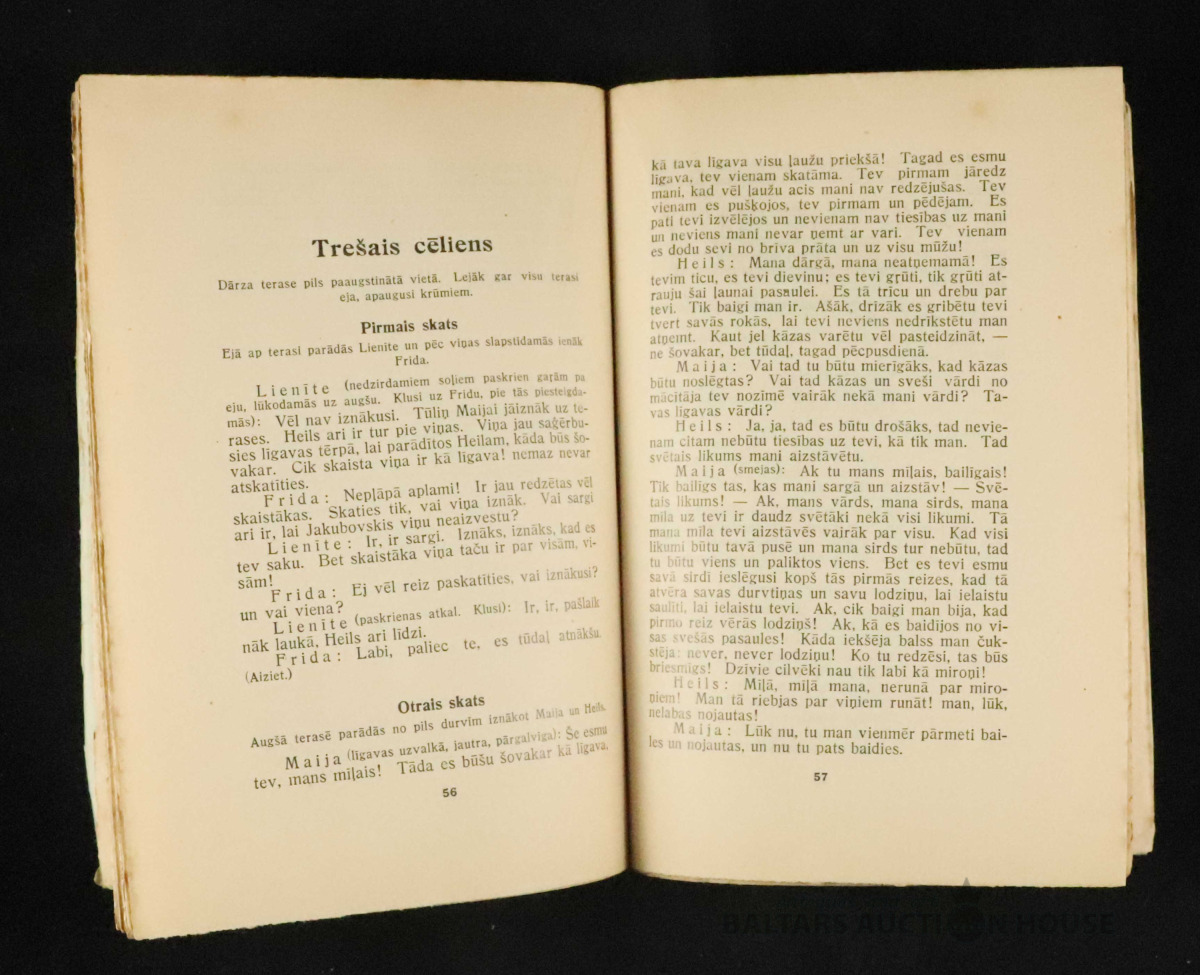 Trešais cēliens
Dārza terase pils paaugstinātā vietā. Lejāk gar visu terasi
eja, apaugusi krūmiem.
Pirmais skats
Ejā ap terasi parādās Lienīte un pēc viņas slapstidamās ienāk
Frida.
Lienīte (nedzirdamiem soļiem paskrien gaŗām pa
eju, lūkodamās uz augšu. Klusi uz Fridu, pie tās piesteigda-
mās): Vēl nav iznākusi. Tūliņ Maijai jāiznāk uz te-
rases. Heils ari ir tur pie viņas. Viņa jau saģērbu-
sies līgavas tērpā, lai parādītos Heilam, kāda būs šo-
vakar. Cik skaista viņa ir kā līgava! nemaz nevar
atskatīties.
Frida: Nepļāpā aplami! Ir jau redzētas vēl
skaistākas. Skaties tik, vai viņa iznāk. Vai sargi
ari ir, lai Jakubovskis viņu neaizvestu?
Lienīte: Ir, ir sargi. Iznāks, iznāks, kad es
tev saku. Bet skaistāka viņa taču ir par visām, vi-
sām!
Frida: Ej vēl reiz paskatīties, vai iznākusi?
un vai viena?
Lienīte (paskrienas atkal. Klusi): Ir, ir, pašlaik
nāk laukā, Heils ari līdzi.
Frida: Labi, paliec te, es tūdaļ atnākšu.
(Aiziet.)
Otrais skats
Augšā terasē parādās no pils durvīm iznākot Maija un Heils.
Maija (līgavas uzvalkā, jautra, pārgalvīga): Še esmu
tev, mans mīļais! Tāda es būšu šovakar kā līgava,
56
kā tava līgava visu ļaužu priekšā! Tagad es esmu
līgava, tev vienam skatāma. Tev pirmam jāredz
mani, kad vēl ļaužu acis mani nav redzējušas. Tev
vienam es pušķojos, tev pirmam un pēdējam. Es
pati tevi izvēlējos un nevienam nav tiesības uz mani
un neviens mani nevar ņemt ar vari. Tev vienam
es dodu sevi no brīva prāta un uz visu mūžu!
Heils: Mana dārgā, mana neatņemamā! Es
tevim ticu, es tevi dievinu; es tevi grūti, tik grūti at-
rauju šai ļaunai pasaulei. Es tā trīcu un drebu par
tevi. Tik baigi man ir. Ašāk, drīzāk es gribētu tevi
tvert savās rokās, lai tevi neviens nedrīkstētu man
atņemt. Kaut jel kāzas varētu vēl pasteidzināt, —
ne šovakar, bet tūdaļ, tagad pēcpusdienā.
Maija: Vai tad tu būtu mierīgāks, kad kāzas
būtu noslēgtas? Vai tad kāzas un sveši vārdi no
mācītāja tev nozīmē vairāk nekā mani vārdi? Ta-
vas līgavas vārdi?
Heils: Ja, ja, tad es būtu drošāks, tad nevie-
nam citam nebūtu tiesības uz tevi, kā tik man. Tad
svētais likums mani aizstāvētu.
Maija (smejas): Ak tu mans mīļais, bailīgais!
Tik bailīgs tas, kas mani sargā un aizstāv! — Svē-
tais likums! — Ak, mans vārds, mana sirds, mana
mīla uz tevi ir daudz svētāki nekā visi likumi. Tā
mana mīla tevi aizstāvēs vairāk par visu. Kad visi
likumi būtu tavā pusē un mana sirds tur nebūtu, tad
tu būtu viens un paliktos viens. Bet es tevi esmu
savā sirdī ieslēgusi kopš tās pirmās reizes, kad tā
atvēra savas durvtiņas un savu lodziņu, lai ielaistu
saulīti, lai ielaistu tevi. Ak, cik baigi man bija, kad
pirmo reiz vērās lodziņš! Ak, kā es baidījos no vi-
sas svešās pasaules! Kāda iekšēja balss man čuk-
stēja: never, never lodziņu! Ko tu redzēsi, tas būs
briesmīgs! Dzīvie cilvēki nau tik labi kā miroņi!
Heils: Mīļā, mīļā mana, nerunā par miro-
ņiem! Man tā riebjas par viņiem runāt! man, lūk,
nelabas nojautas!
Maija: Lūk nu, tu man vienmēr pārmeti bai-
les un nojautas, un nu tu pats baidies.
57
BALTARS AUCTION HOUSE